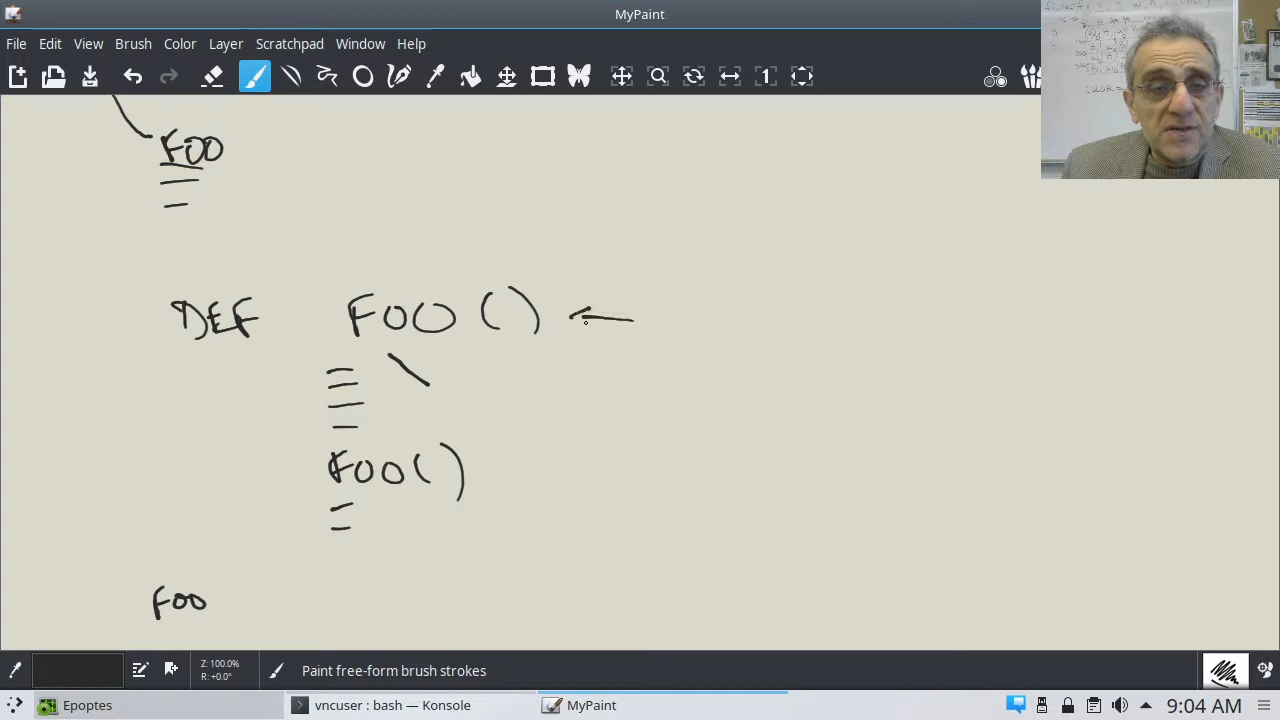 MyPaint
File Edit View Brush Color Layer Scratchpad Window Help
FOO
DEF FOO ( )
FOO( )
FOO
Z: 100.0%
R: +0.0°
Paint free-form brush strokes
Epoptes
vncuser : bash — Konsole
MyPaint
9:04 AM